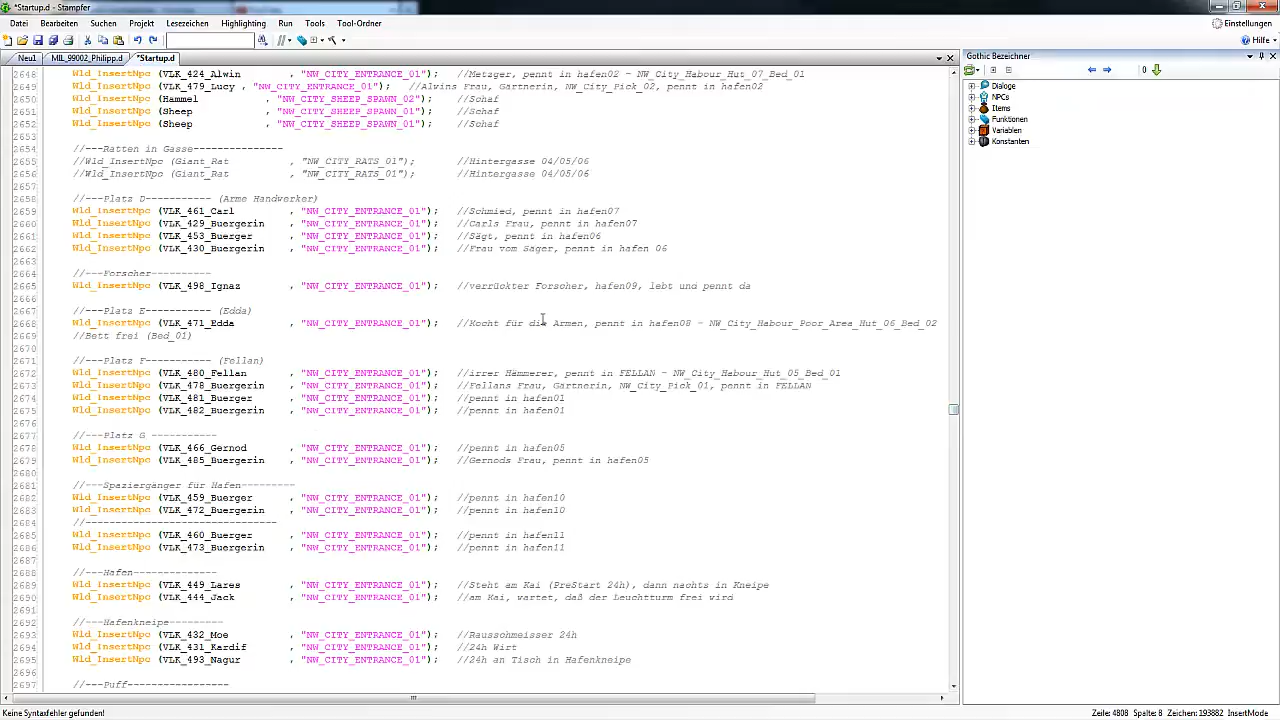 *Startup.d - Stampfer
Datei Bearbeiten Suchen Projekt Lesezeichen Highlighting Run Tools Tool-Ordner
Einstellungen
Hilfe
Neu1 MIL_99002_Philipp.d *Startup.d
Gothic Bezeichner
0
Dialoge
NPCs
Items
Funktionen
Variablen
Konstanten
2648 Wld_InsertNpc (VLK_424_Alwin , "NW_CITY_ENTRANCE_01"); //Metzger, pennt in hafen02 - NW_City_Habour_Hut_07_Bed_01
2649 Wld_InsertNpc (VLK_479_Lucy , "NW_CITY_ENTRANCE_01"); //Alvins Frau, Gärtnerin, NW_City_Pick_02, pennt in hafen02
2650 Wld_InsertNpc (Hammel , "NW_CITY_SHEEP_SPAWN_02"); //Schaf
2651 Wld_InsertNpc (Sheep , "NW_CITY_SHEEP_SPAWN_01"); //Schaf
2652 Wld_InsertNpc (Sheep , "NW_CITY_SHEEP_SPAWN_01"); //Schaf
2653
2654 //---Ratten in Gasse---------------
2655 //Wld_InsertNpc (Giant_Rat , "NW_CITY_RATS_01"); //Hintergasse 04/05/06
2656 //Wld_InsertNpc (Giant_Rat , "NW_CITY_RATS_01"); //Hintergasse 04/05/06
2657
2658 //---Platz D----------- (Arme Handwerker)
2659 Wld_InsertNpc (VLK_461_Carl , "NW_CITY_ENTRANCE_01"); //Schmied, pennt in hafen07
2660 Wld_InsertNpc (VLK_429_Buergerin , "NW_CITY_ENTRANCE_01"); //Carls Frau, pennt in hafen07
2661 Wld_InsertNpc (VLK_453_Buerger , "NW_CITY_ENTRANCE_01"); //Sägt, pennt in hafen06
2662 Wld_InsertNpc (VLK_430_Buergerin , "NW_CITY_ENTRANCE_01"); //Frau vom Säger, pennt in hafen 06
2663
2664 //---Forscher----------
2665 Wld_InsertNpc (VLK_498_Ignaz , "NW_CITY_ENTRANCE_01"); //verrückter Forscher, hafen09, lebt und pennt da
2666
2667 //---Platz E----------- (Edda)
2668 Wld_InsertNpc (VLK_471_Edda , "NW_CITY_ENTRANCE_01"); //Kocht für die Armen, pennt in hafen08 - NW_City_Habour_Poor_Area_Hut_06_Bed_02
2669 //Bett frei (Bed_01)
2670
2671 //---Platz F----------- (Fellan)
2672 Wld_InsertNpc (VLK_480_Fellan , "NW_CITY_ENTRANCE_01"); //irrer Hämmerer, pennt in FELLAN - NW_City_Habour_Hut_05_Bed_01
2673 Wld_InsertNpc (VLK_478_Buergerin , "NW_CITY_ENTRANCE_01"); //Fellans Frau, Gärtnerin, NW_City_Pick_01, pennt in FELLAN
2674 Wld_InsertNpc (VLK_481_Buerger , "NW_CITY_ENTRANCE_01"); //pennt in hafen01
2675 Wld_InsertNpc (VLK_482_Buergerin , "NW_CITY_ENTRANCE_01"); //pennt in hafen01
2676
2677 //---Platz G -----------
2678 Wld_InsertNpc (VLK_466_Gernod , "NW_CITY_ENTRANCE_01"); //pennt in hafen05
2679 Wld_InsertNpc (VLK_485_Buergerin , "NW_CITY_ENTRANCE_01"); //Gernods Frau, pennt in hafen05
2680
2681 //---Spaziergänger für Hafen---------
2682 Wld_InsertNpc (VLK_459_Buerger , "NW_CITY_ENTRANCE_01"); //pennt in hafen10
2683 Wld_InsertNpc (VLK_472_Buergerin , "NW_CITY_ENTRANCE_01"); //pennt in hafen10
2684 //--------------------------------
2685 Wld_InsertNpc (VLK_460_Buerger , "NW_CITY_ENTRANCE_01"); //pennt in hafen11
2686 Wld_InsertNpc (VLK_473_Buergerin , "NW_CITY_ENTRANCE_01"); //pennt in hafen11
2687
2688 //---Hafen--------------
2689 Wld_InsertNpc (VLK_449_Lares , "NW_CITY_ENTRANCE_01"); //Steht am Kai (PreStart 24h), dann nachts in Kneipe
2690 Wld_InsertNpc (VLK_444_Jack , "NW_CITY_ENTRANCE_01"); //am Kai, wartet, daß der Leuchtturm frei wird
2691
2692 //---Hafenkneipe---------
2693 Wld_InsertNpc (VLK_432_Moe , "NW_CITY_ENTRANCE_01"); //Rausschmeisser 24h
2694 Wld_InsertNpc (VLK_431_Kardif , "NW_CITY_ENTRANCE_01"); //24h Wirt
2695 Wld_InsertNpc (VLK_493_Nagur , "NW_CITY_ENTRANCE_01"); //24h an Tisch in Hafenkneipe
2696
2697 //---Puff-----------------
Keine Syntaxfehler gefunden!
Zeile: 4808 Spalte: 8 Zeichen: 193882 InsertMode